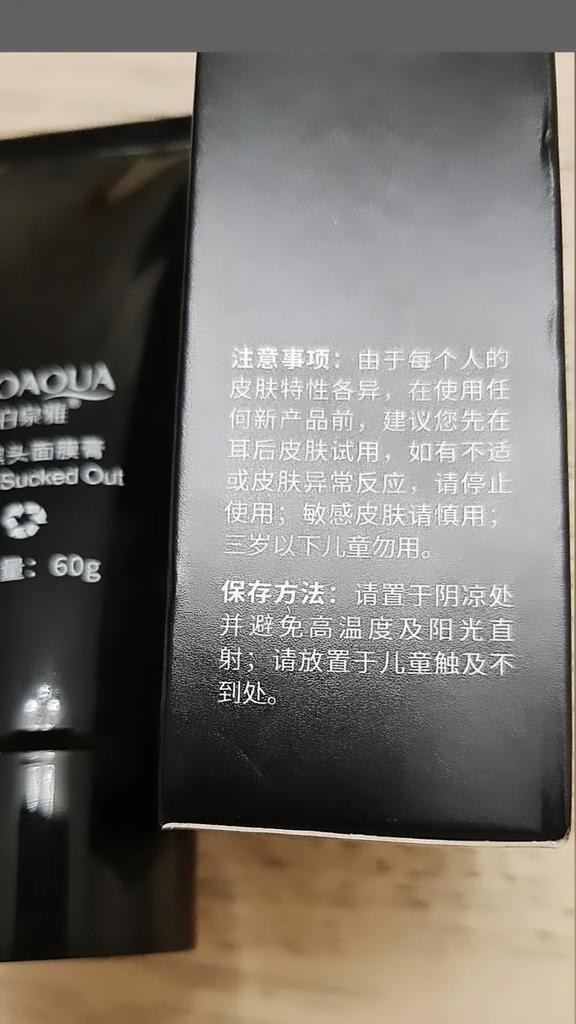 OAQUA
泉雅®
头面膜膏
Sucked Out
量：60g
注意事项：由于每个人的
皮肤特性各异，在使用任
何新产品前，建议您先在
耳后皮肤试用，如有不适
或皮肤异常反应，请停止
使用；敏感皮肤请慎用；
三岁以下儿童勿用。
保存方法：请置于阴凉处
并避免高温度及阳光直
射；请放置于儿童触及不
到处。